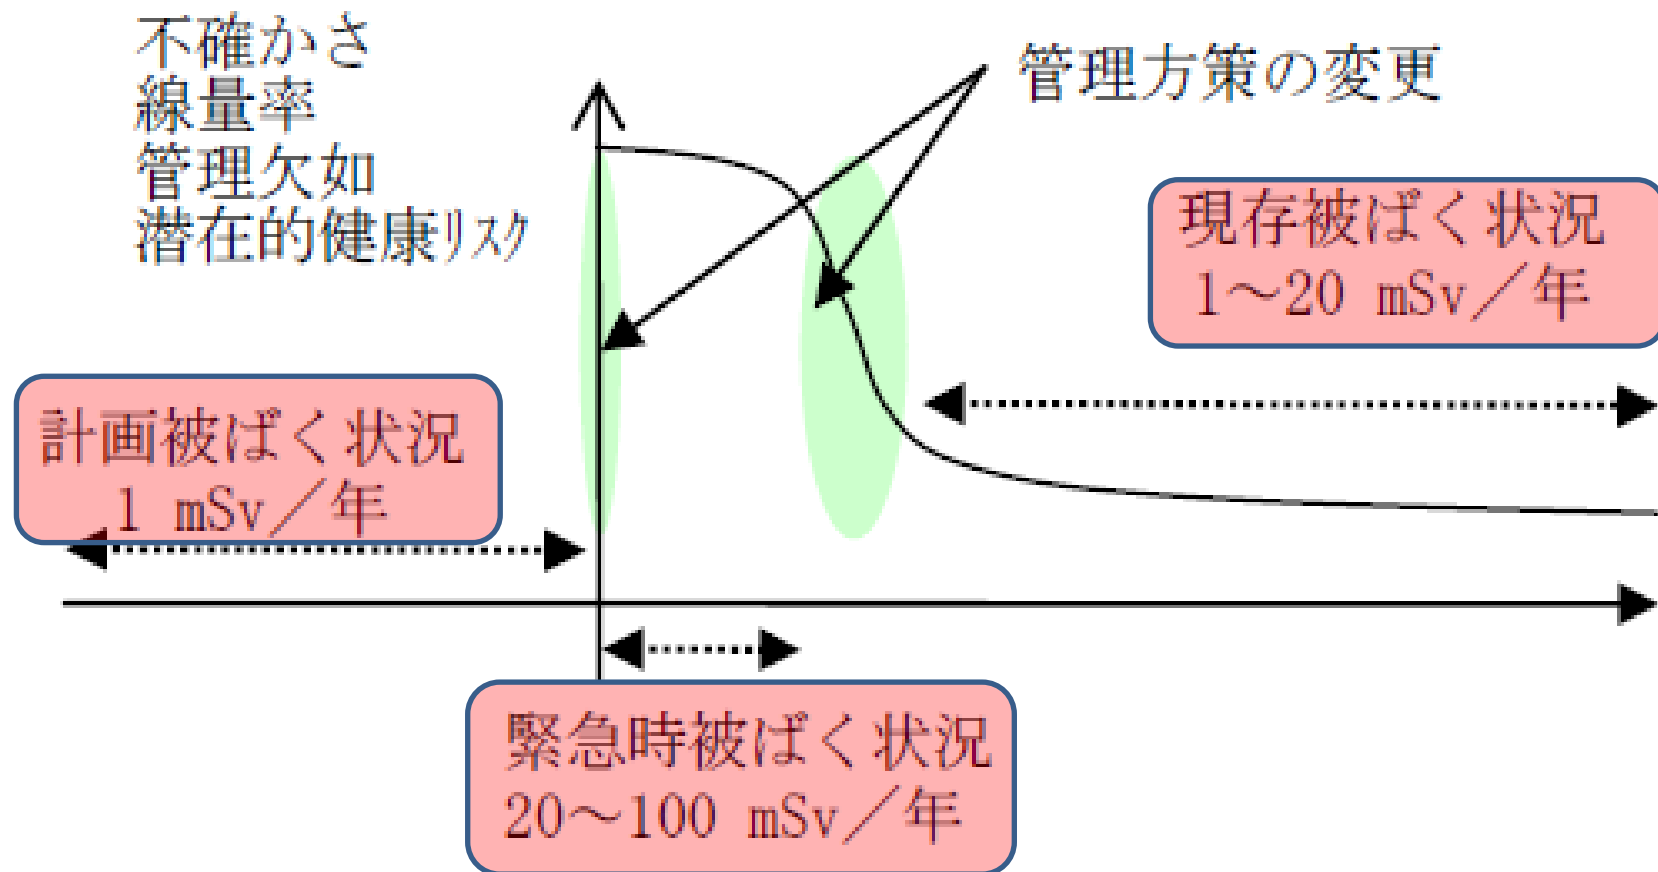 不確かさ
線量率
管理欠如
潜在的健康ﾘｽｸ
管理方策の変更
現存被ばく状況
1～20 mSv／年
計画被ばく状況
1 mSv／年
緊急時被ばく状況
20～100 mSv／年